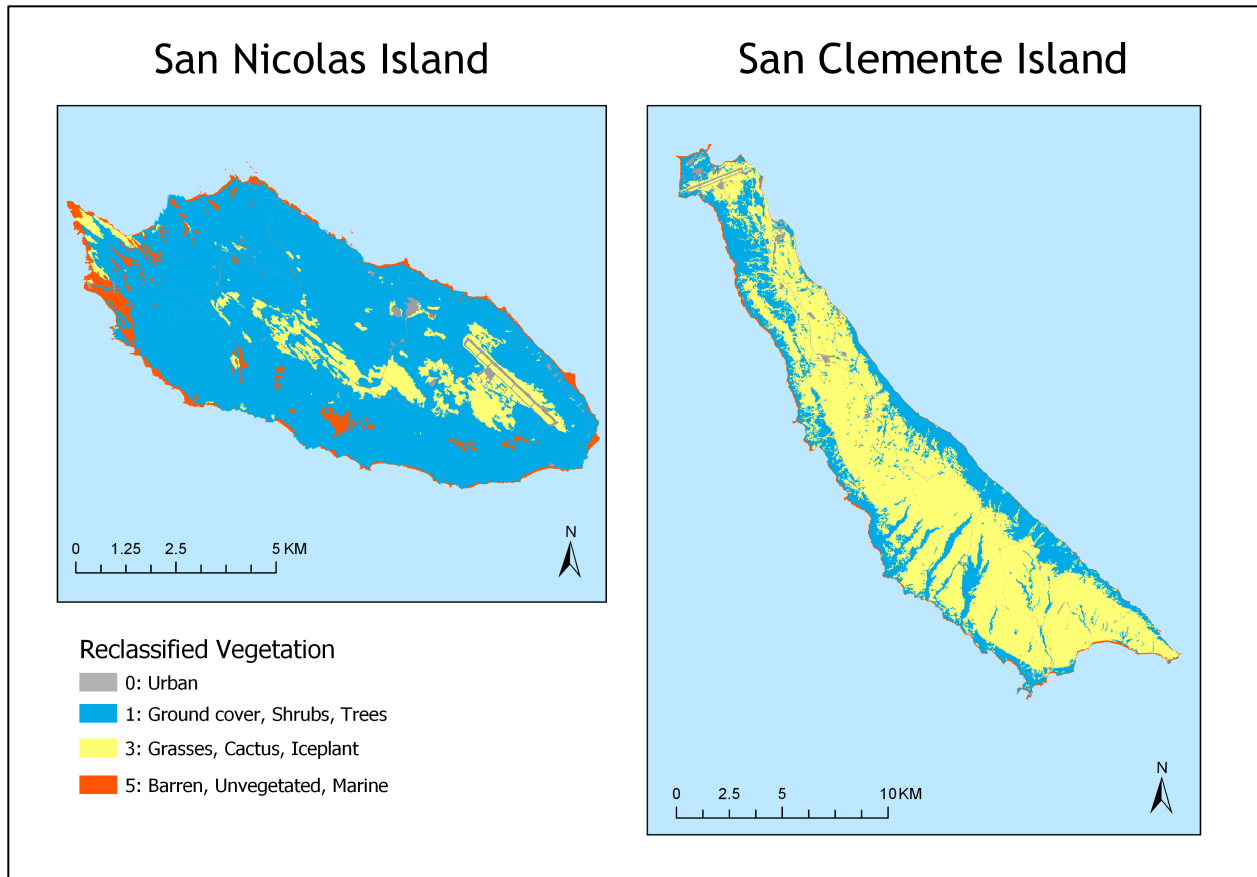 San Nicolas Island
San Clemente Island
N
0 1.25 2.5 5 KM
Reclassified Vegetation
0: Urban
1: Ground cover, Shrubs, Trees
3: Grasses, Cactus, Iceplant
5: Barren, Unvegetated, Marine
N
0 2.5 5 10 KM